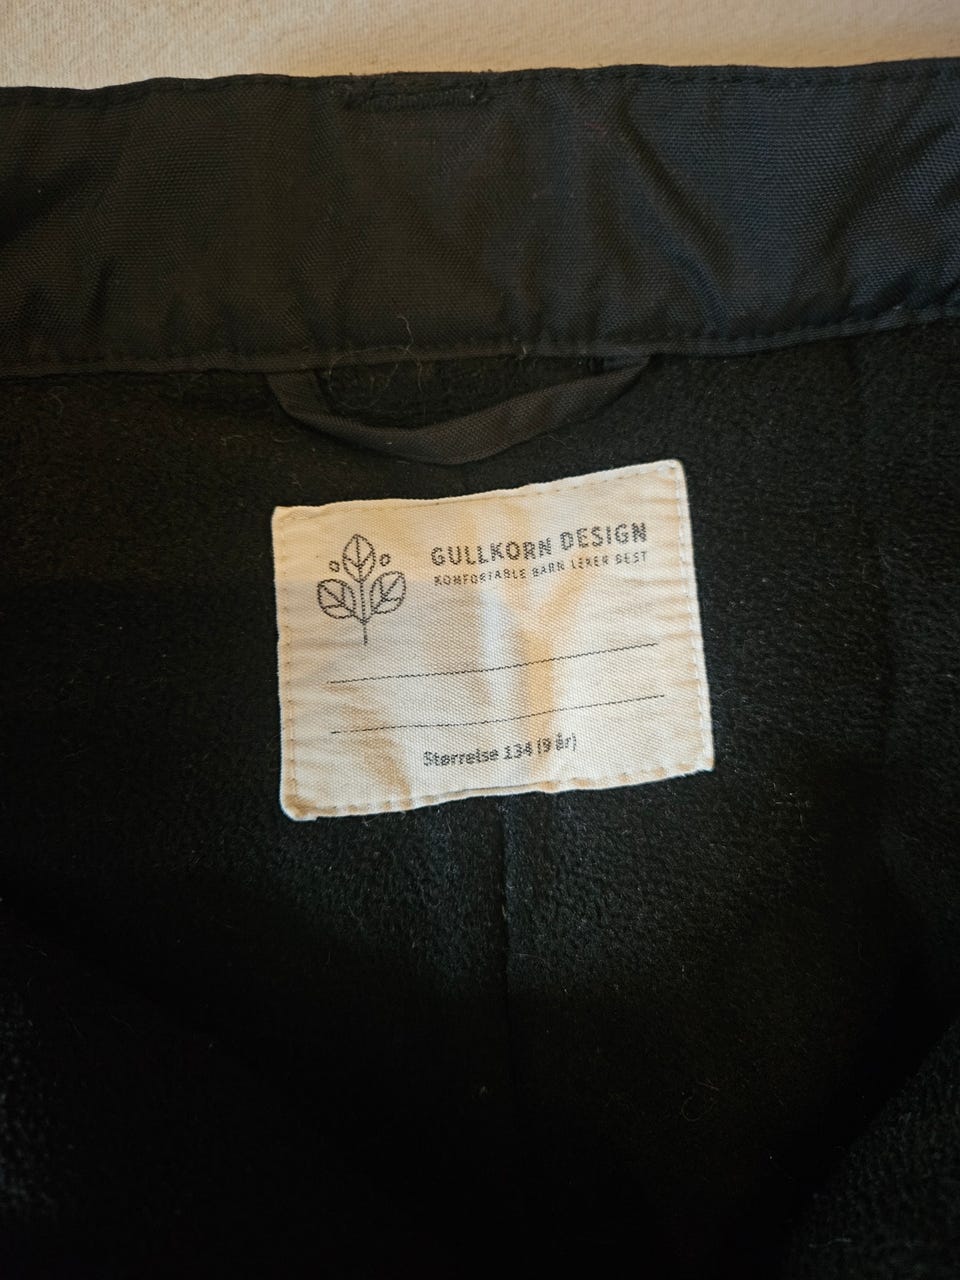 GULLKORN DESIGN
KOMFORTABLE BARN LEKER BEST
Størrelse 134 (9 år)